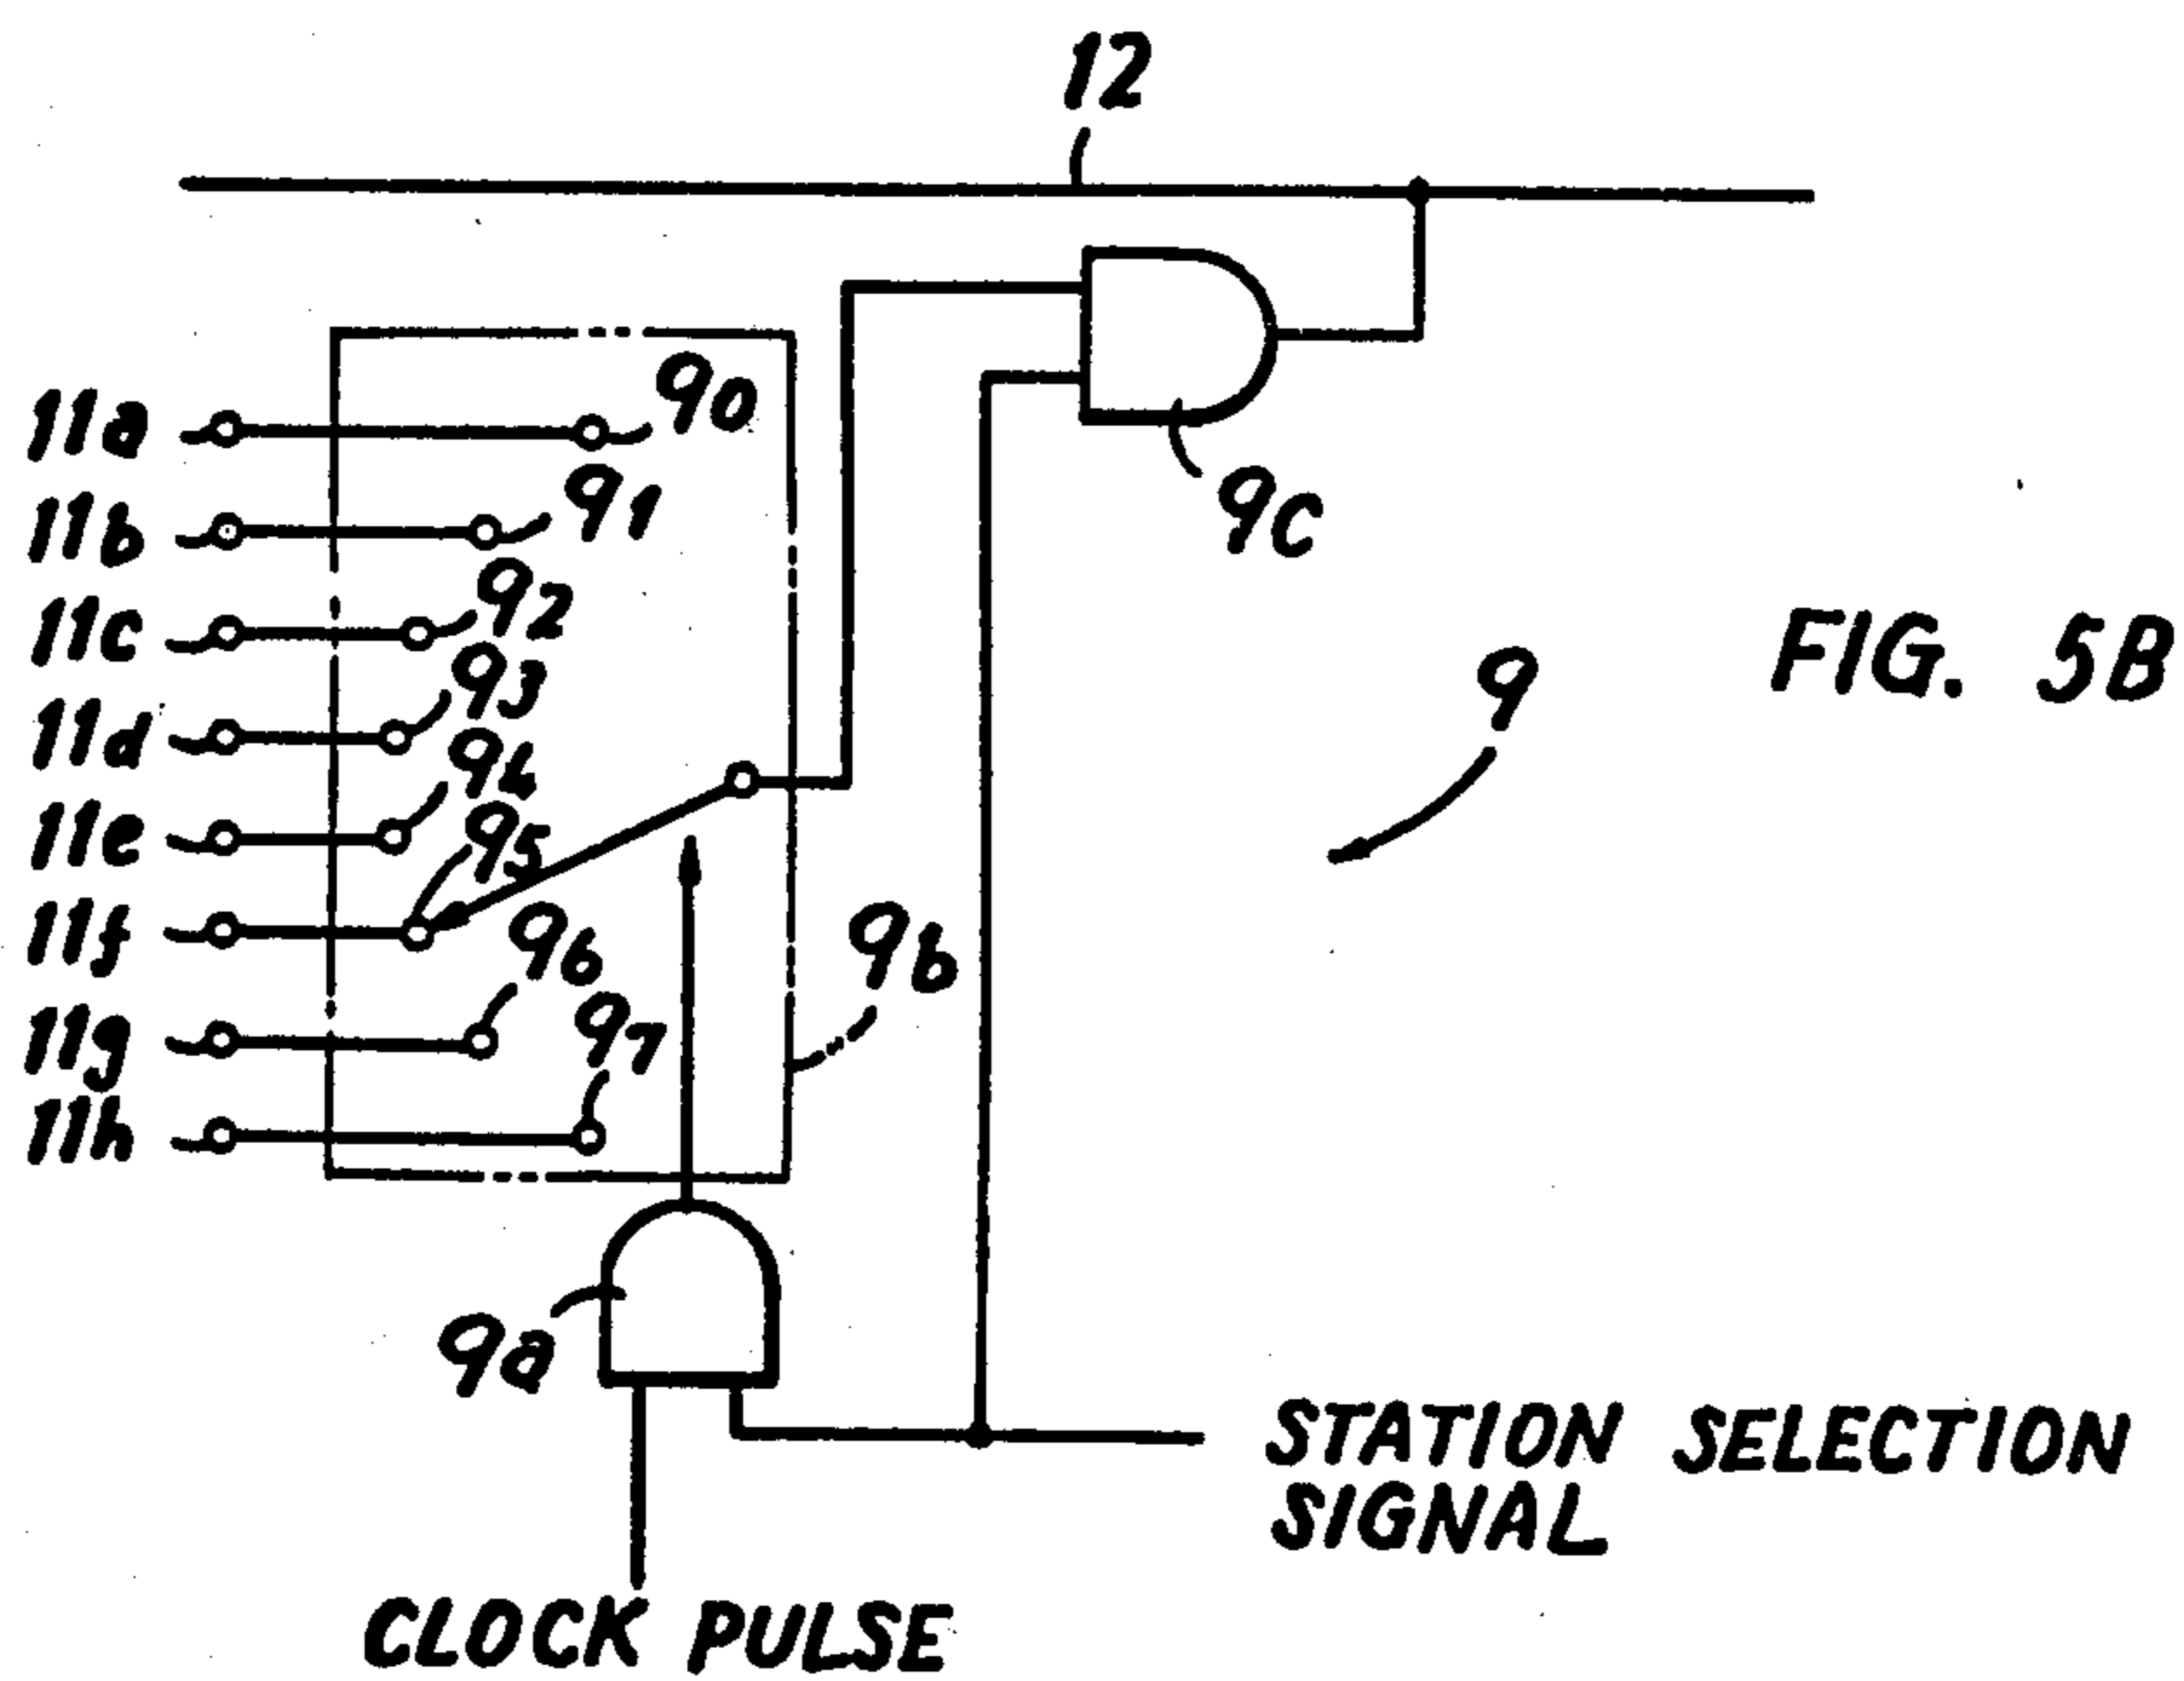 12
90
11a
91
11b
9c
92
11c
FIG. 5B
93
9
11d
94
11e
95
11f
96
9b
11g
97
11h
9a
STATION SELECTION
SIGNAL
CLOCK PULSE